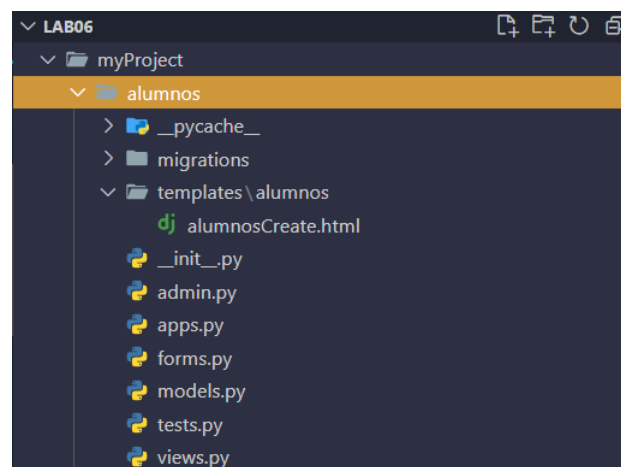 LAB06
myProject
alumnos
__pycache__
migrations
templates\alumnos
dj alumnosCreate.html
__init__.py
admin.py
apps.py
forms.py
models.py
tests.py
views.py